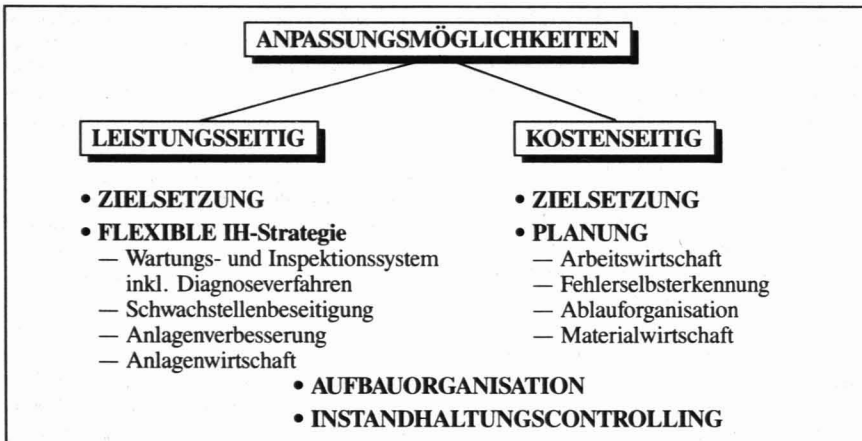 ANPASSUNGSMÖGLICHKEITEN
LEISTUNGSSEITIG
• ZIELSETZUNG
• FLEXIBLE IH-Strategie
— Wartungs- und Inspektionssystem
inkl. Diagnoseverfahren
— Schwachstellenbeseitigung
— Anlagenverbesserung
— Anlagenwirtschaft
KOSTENSEITIG
• ZIELSETZUNG
• PLANUNG
— Arbeitswirtschaft
— Fehlerselbsterkennung
— Ablauforganisation
— Materialwirtschaft
• AUFBAUORGANISATION
• INSTANDHALTUNGSCONTROLLING